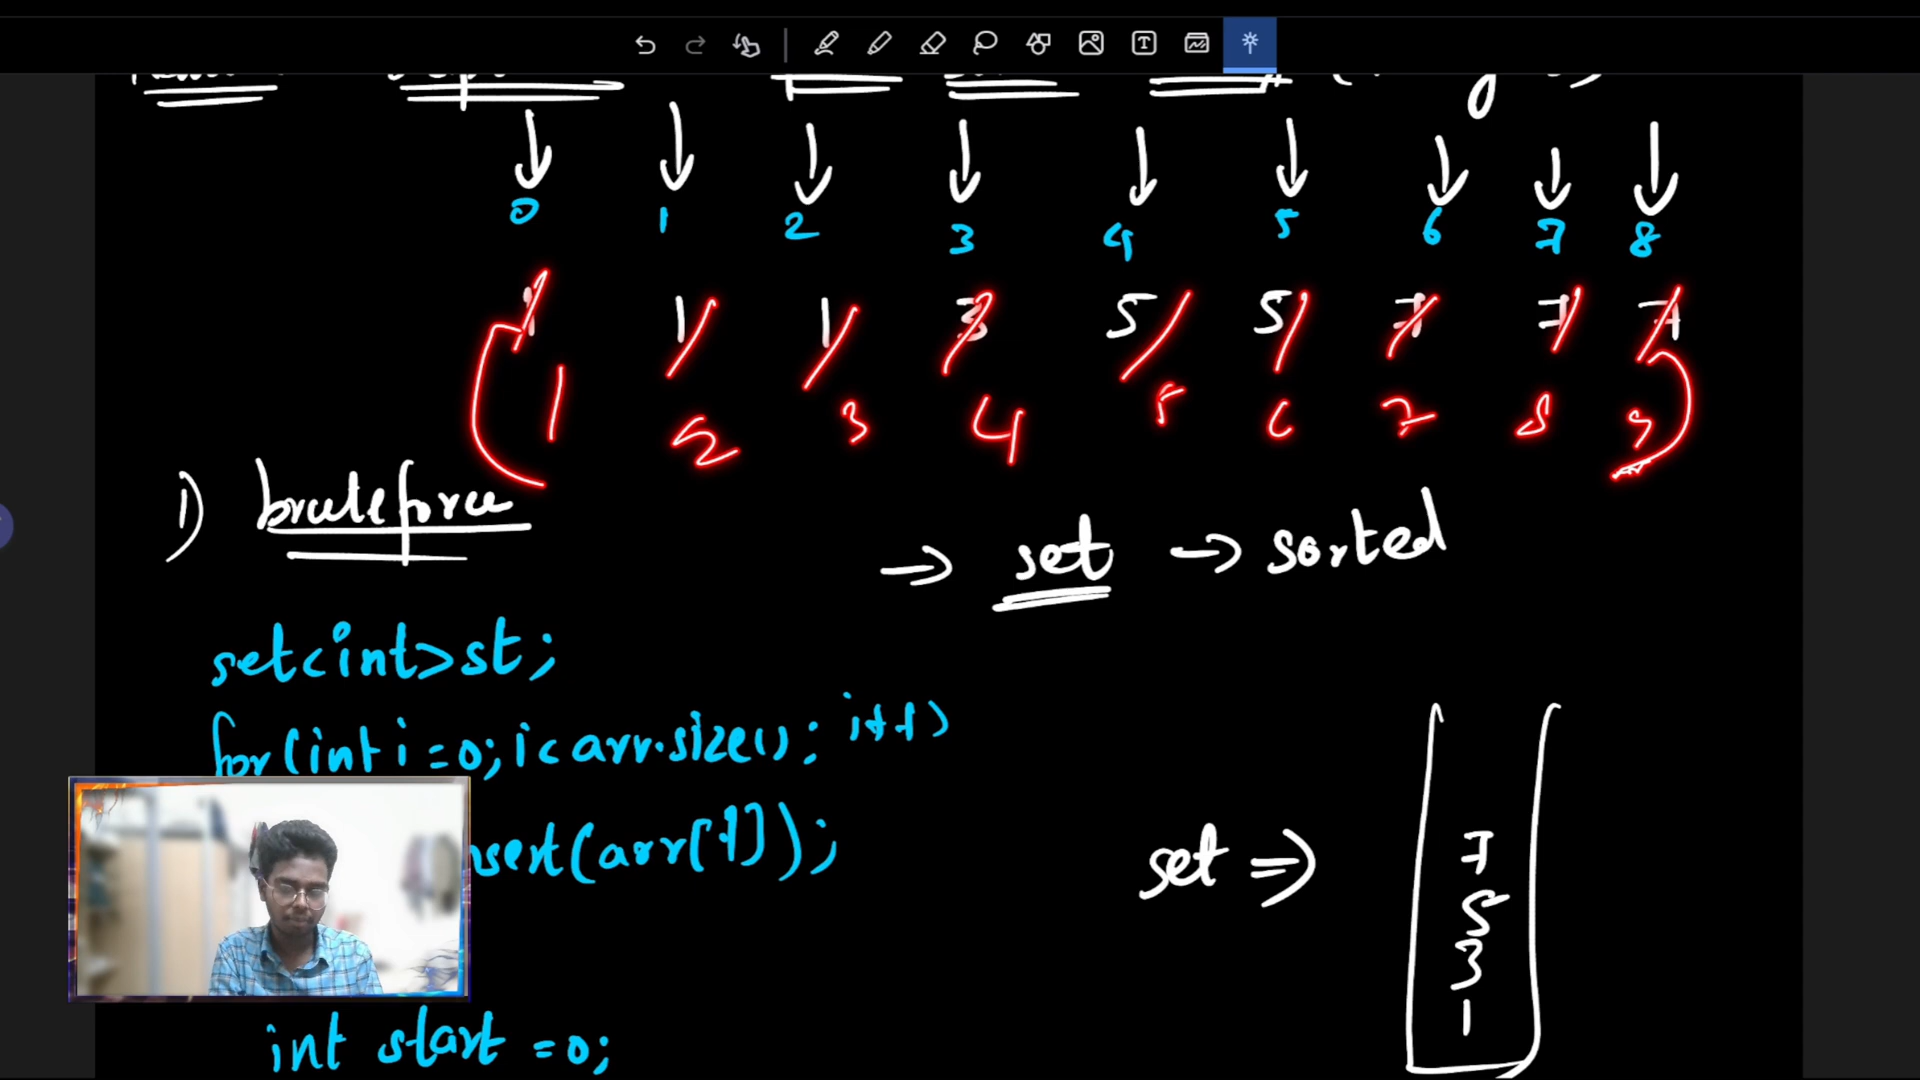 0 1 2 3 4 5 6 7 8
1 1 1 3 5 5 7 7 7
1 2 3 4 5 6 7 8 9
1) bruteforce
→ set → sorted
set<int>st;
for(int i=0;i<arr.size(); i++)
nsert(arr[i]);
set ⇒
7
5
3
1
int start =0;